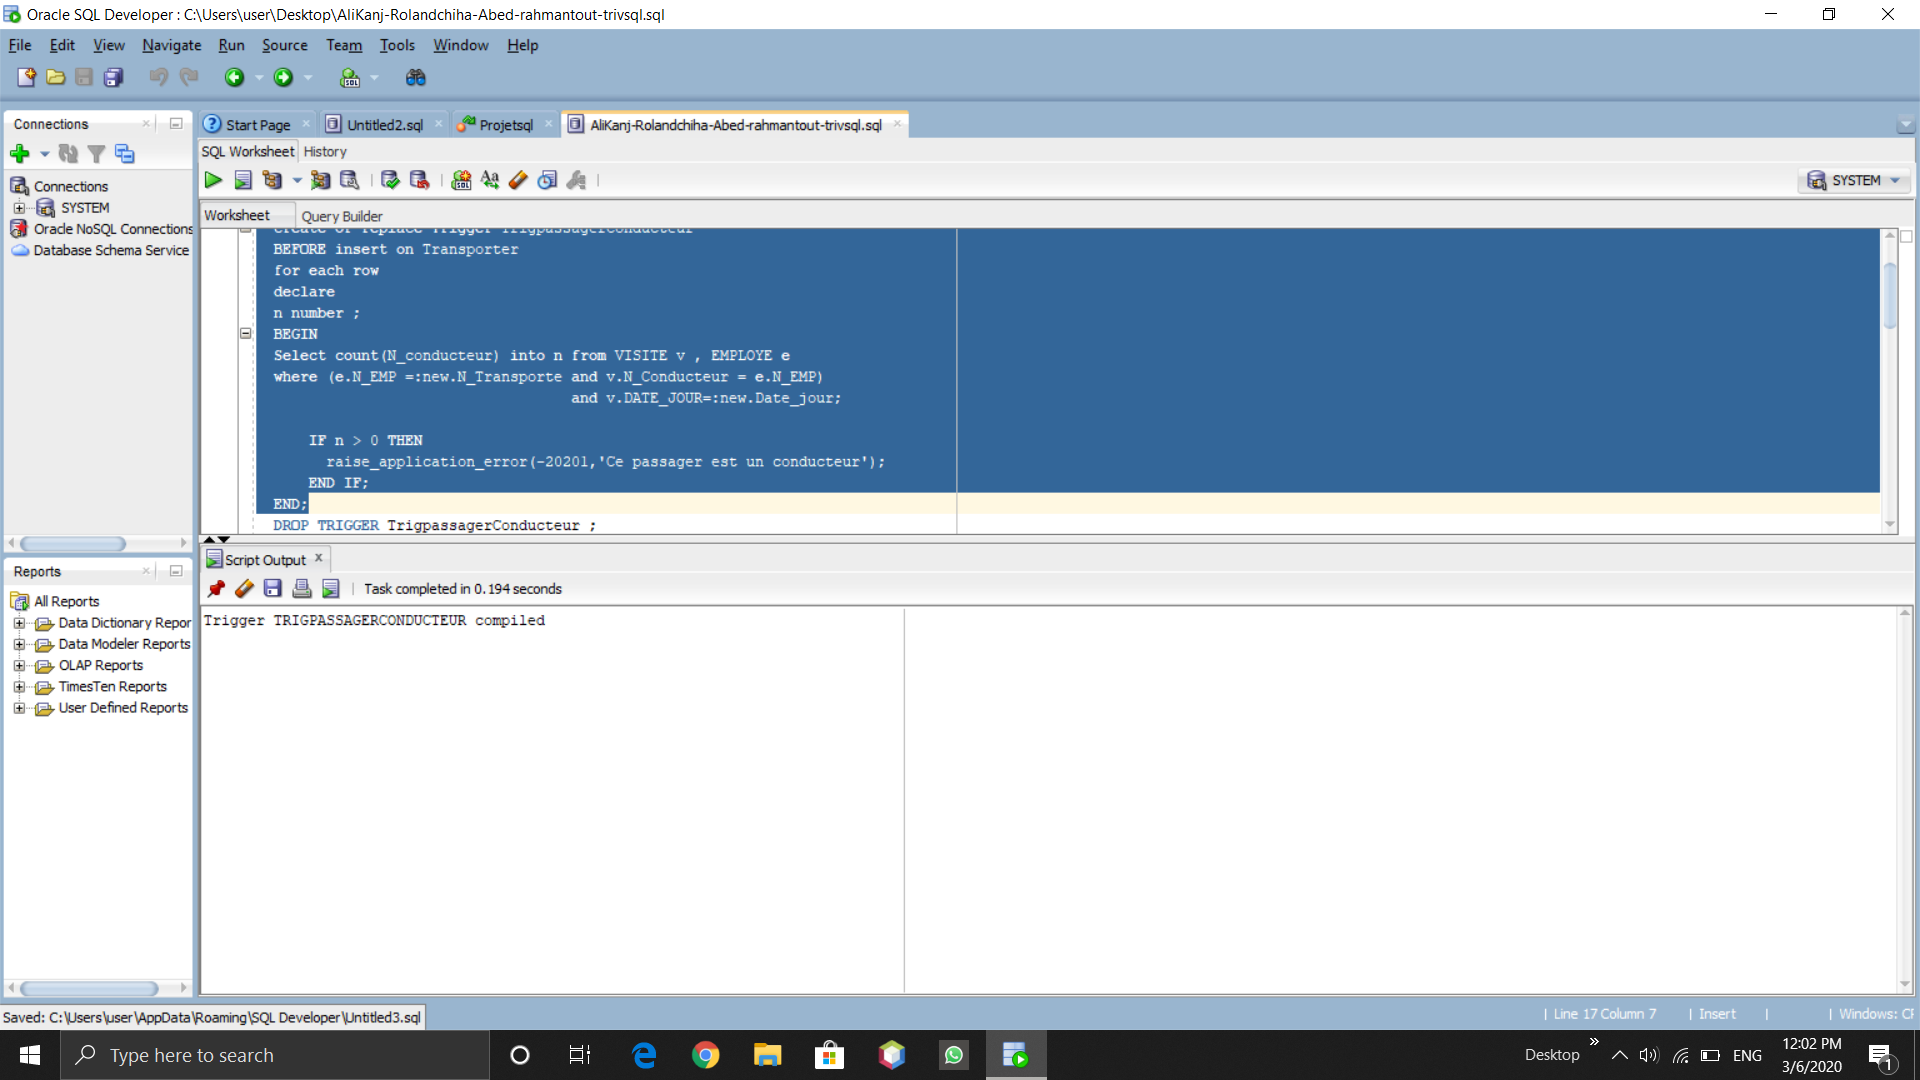 Oracle SQL Developer : C:\Users\user\Desktop\AliKanj-Rolandchiha-Abed-rahmantout-trivsql.sql
File Edit View Navigate Run Source Team Tools Window Help
Connections
Start Page
Untitled2.sql
Projetsql
AliKanj-Rolandchiha-Abed-rahmantout-trivsql.sql
SQL Worksheet History
SYSTEM
Connections
SYSTEM
Oracle NoSQL Connections
Database Schema Service
Worksheet Query Builder
Create or replace Trigger TrigpassagerConducteur
BEFORE insert on Transporter
for each row
declare
n number ;
BEGIN
Select count(N_conducteur) into n from VISITE v , EMPLOYE e
where (e.N_EMP =:new.N_Transporte and v.N_Conducteur = e.N_EMP)
and v.DATE_JOUR=:new.Date_jour;
IF n > 0 THEN
raise_application_error(-20201,'Ce passager est un conducteur');
END IF;
END;
DROP TRIGGER TrigpassagerConducteur ;
Script Output
Task completed in 0.194 seconds
Trigger TRIGPASSAGERCONDUCTEUR compiled
Reports
All Reports
Data Dictionary Repor
Data Modeler Reports
OLAP Reports
TimesTen Reports
User Defined Reports
Saved: C:\Users\user\AppData\Roaming\SQL Developer\Untitled3.sql
Line 17 Column 7
Insert
Windows: CF
Type here to search
Desktop
ENG
12:02 PM
3/6/2020
1